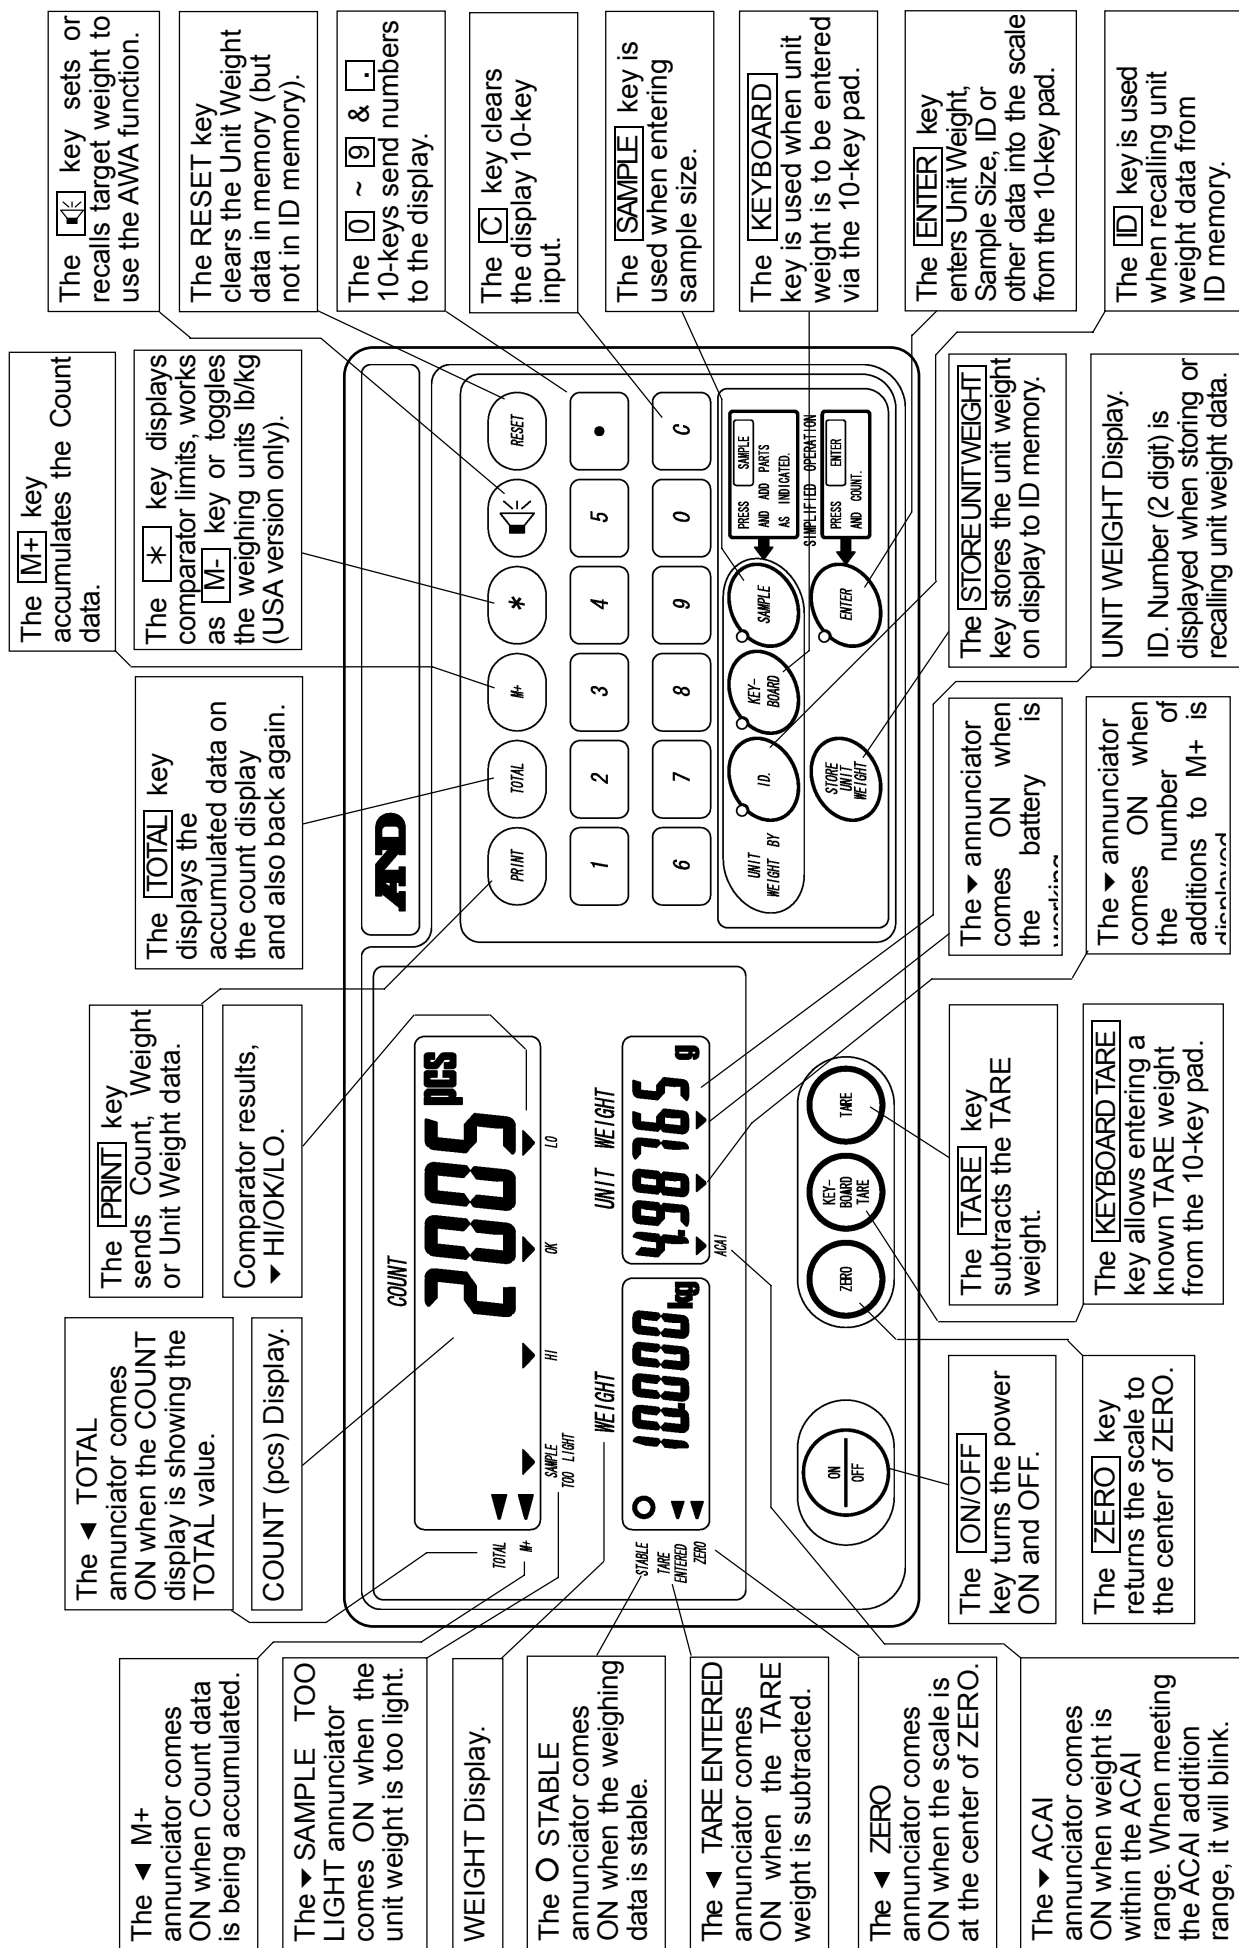 The ◄ M+
annunciator comes
ON when Count data
is being accumulated.
The ▼ SAMPLE TOO
LIGHT annunciator
comes ON when the
unit weight is too light.
WEIGHT Display.
The O STABLE
annunciator comes
ON when the weighing
data is stable.
The ◄ TARE ENTERED
annunciator comes
ON when the TARE
weight is subtracted.
The ◄ ZERO
annunciator comes
ON when the scale is
at the center of ZERO.
The ▼ ACAI
annunciator comes
ON when weight is
within the ACAI
range. When meeting
the ACAI addition
range, it will blink.
The ◄ TOTAL
annunciator comes
ON when the COUNT
display is showing the
TOTAL value.
COUNT (pcs) Display.
The PRINT key
sends Count, Weight
or Unit Weight data.
Comparator results,
▼ HI/OK/LO.
The TOTAL key
displays the
accumulated data on
the count display
and also back again.
The M+ key
accumulates the Count
data.
The * key displays
comparator limits, works
as M- key or toggles
the weighing units lb/kg
(USA version only).
The key sets or
recalls target weight to
use the AWA function.
The RESET key
clears the Unit Weight
data in memory (but
not in ID memory).
The 0 ~ 9 & .
10-keys send numbers
to the display.
The C key clears
the display 10-key
input.
The SAMPLE key is
used when entering
sample size.
The KEYBOARD
key is used when unit
weight is to be entered
via the 10-key pad.
The ENTER key
enters Unit Weight,
Sample Size, ID or
other data into the scale
from the 10-key pad.
The ID key is used
when recalling unit
weight data from
ID memory.
COUNT
2005 pcs
TOTAL
M+
SAMPLE
TOO LIGHT
HI
OK
LO
WEIGHT
10.000 kg
STABLE
TARE
ENTERED
ZERO
UNIT WEIGHT
4.98765 g
ACAI
ON
OFF
ZERO
KEY-
BOARD
TARE
TARE
AND
PRINT
TOTAL
M+
*
RESET
1
2
3
4
5
•
6
7
8
9
0
C
UNIT
WEIGHT BY
ID.
KEY-
BOARD
SAMPLE
PRESS SAMPLE
AND ADD PARTS
AS INDICATED.
SIMPLIFIED OPERATION
STORE
UNIT
WEIGHT
ENTER
PRESS ENTER
AND COUNT.
The ON/OFF
key turns the power
ON and OFF.
The ZERO key
returns the scale to
the center of ZERO.
The TARE key
subtracts the TARE
weight.
The KEYBOARD TARE
key allows entering a
known TARE weight
from the 10-key pad.
The ▼ annunciator
comes ON when
the battery is
working
The ▼ annunciator
comes ON when
the number of
additions to M+ is
displayed
The STORE UNIT WEIGHT
key stores the unit weight
on display to ID memory.
UNIT WEIGHT Display.
ID. Number (2 digit) is
displayed when storing or
recalling unit weight data.